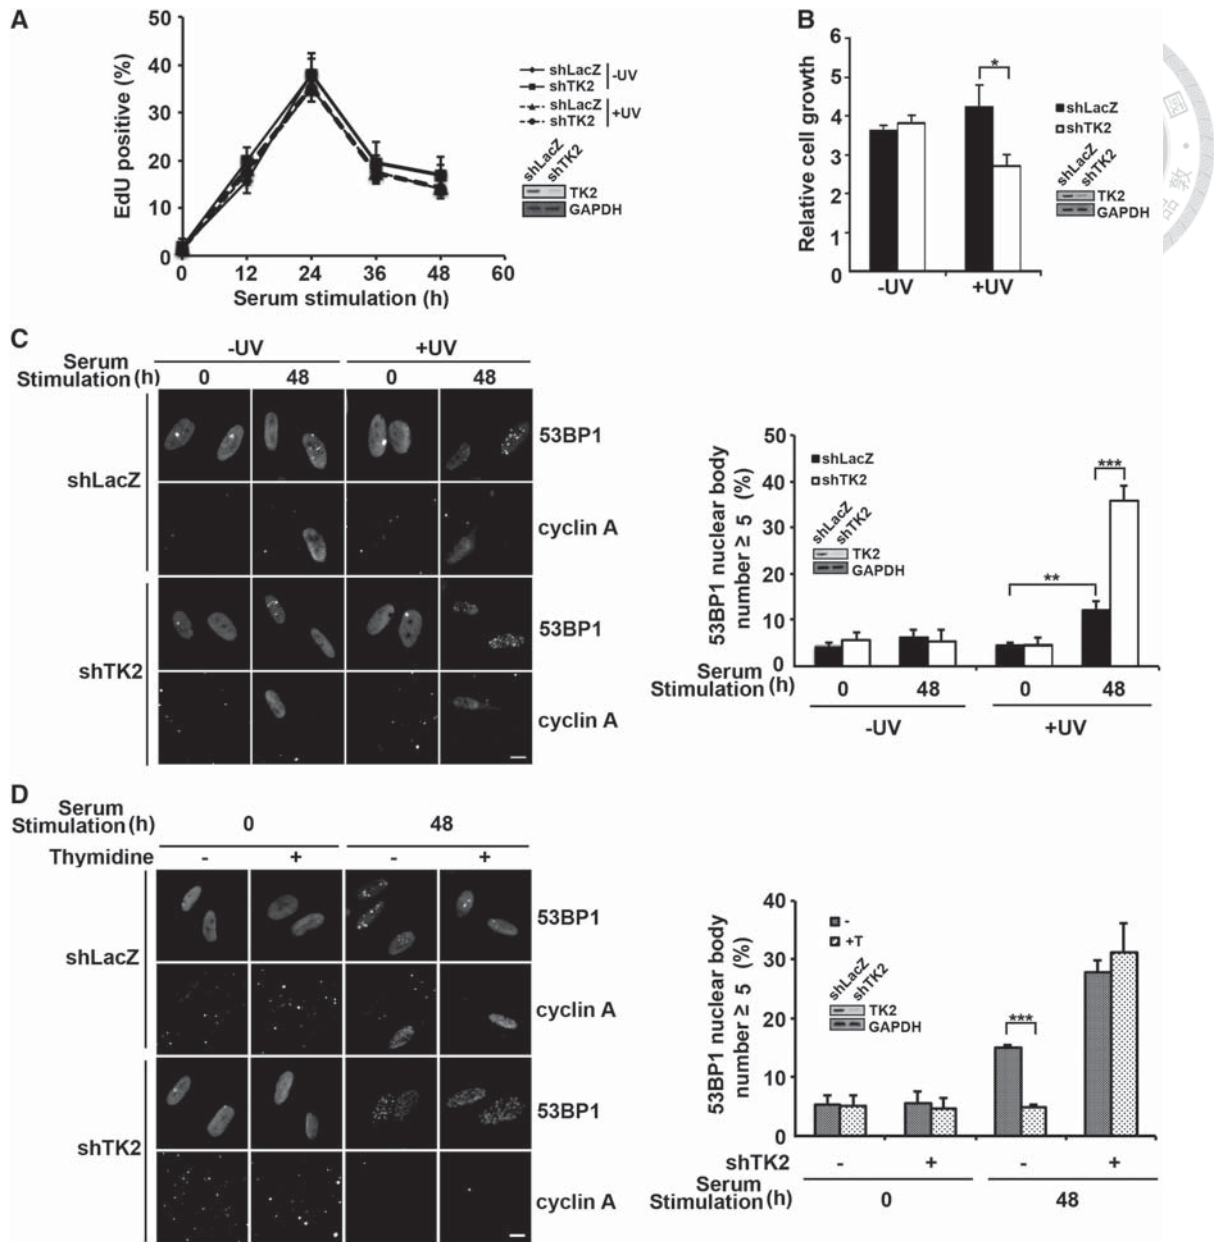 A
EdU positive (%)
50
40
30
20
10
0
0 12 24 36 48 60
Serum stimulation (h)
shLacZ
shTK2
-UV
shLacZ
shTK2
+UV
shLacZ
shTK2
TK2
GAPDH
B
Relative cell growth
6
5
4
3
2
1
0
*
-UV +UV
shLacZ
shTK2
shLacZ
shTK2
TK2
GAPDH
國
教
品
C
-UV +UV
Serum
Stimulation (h) 0 48 0 48
shLacZ
53BP1
cyclin A
shTK2
53BP1
cyclin A
53BP1 nuclear body
number ≥ 5 (%)
50
40
30
20
10
0
shLacZ
shTK2
shLacZ
shTK2
TK2
GAPDH
**
***
Serum
Stimulation (h) 0 48 0 48
-UV +UV
D
Serum
Stimulation (h) 0 48
Thymidine - + - +
shLacZ
53BP1
cyclin A
shTK2
53BP1
cyclin A
53BP1 nuclear body
number ≥ 5 (%)
40
30
20
10
0
-
+T
shLacZ
shTK2
TK2
GAPDH
***
shTK2 - + - +
Serum
Stimulation (h) 0 48